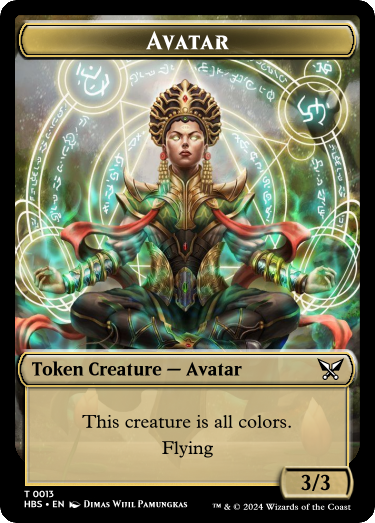 AVATAR
Token Creature — Avatar
This creature is all colors.
Flying
3/3
T 0013
HBS • EN DIMAS WIJIL PAMUNGKAS
™ & © 2024 Wizards of the Coast